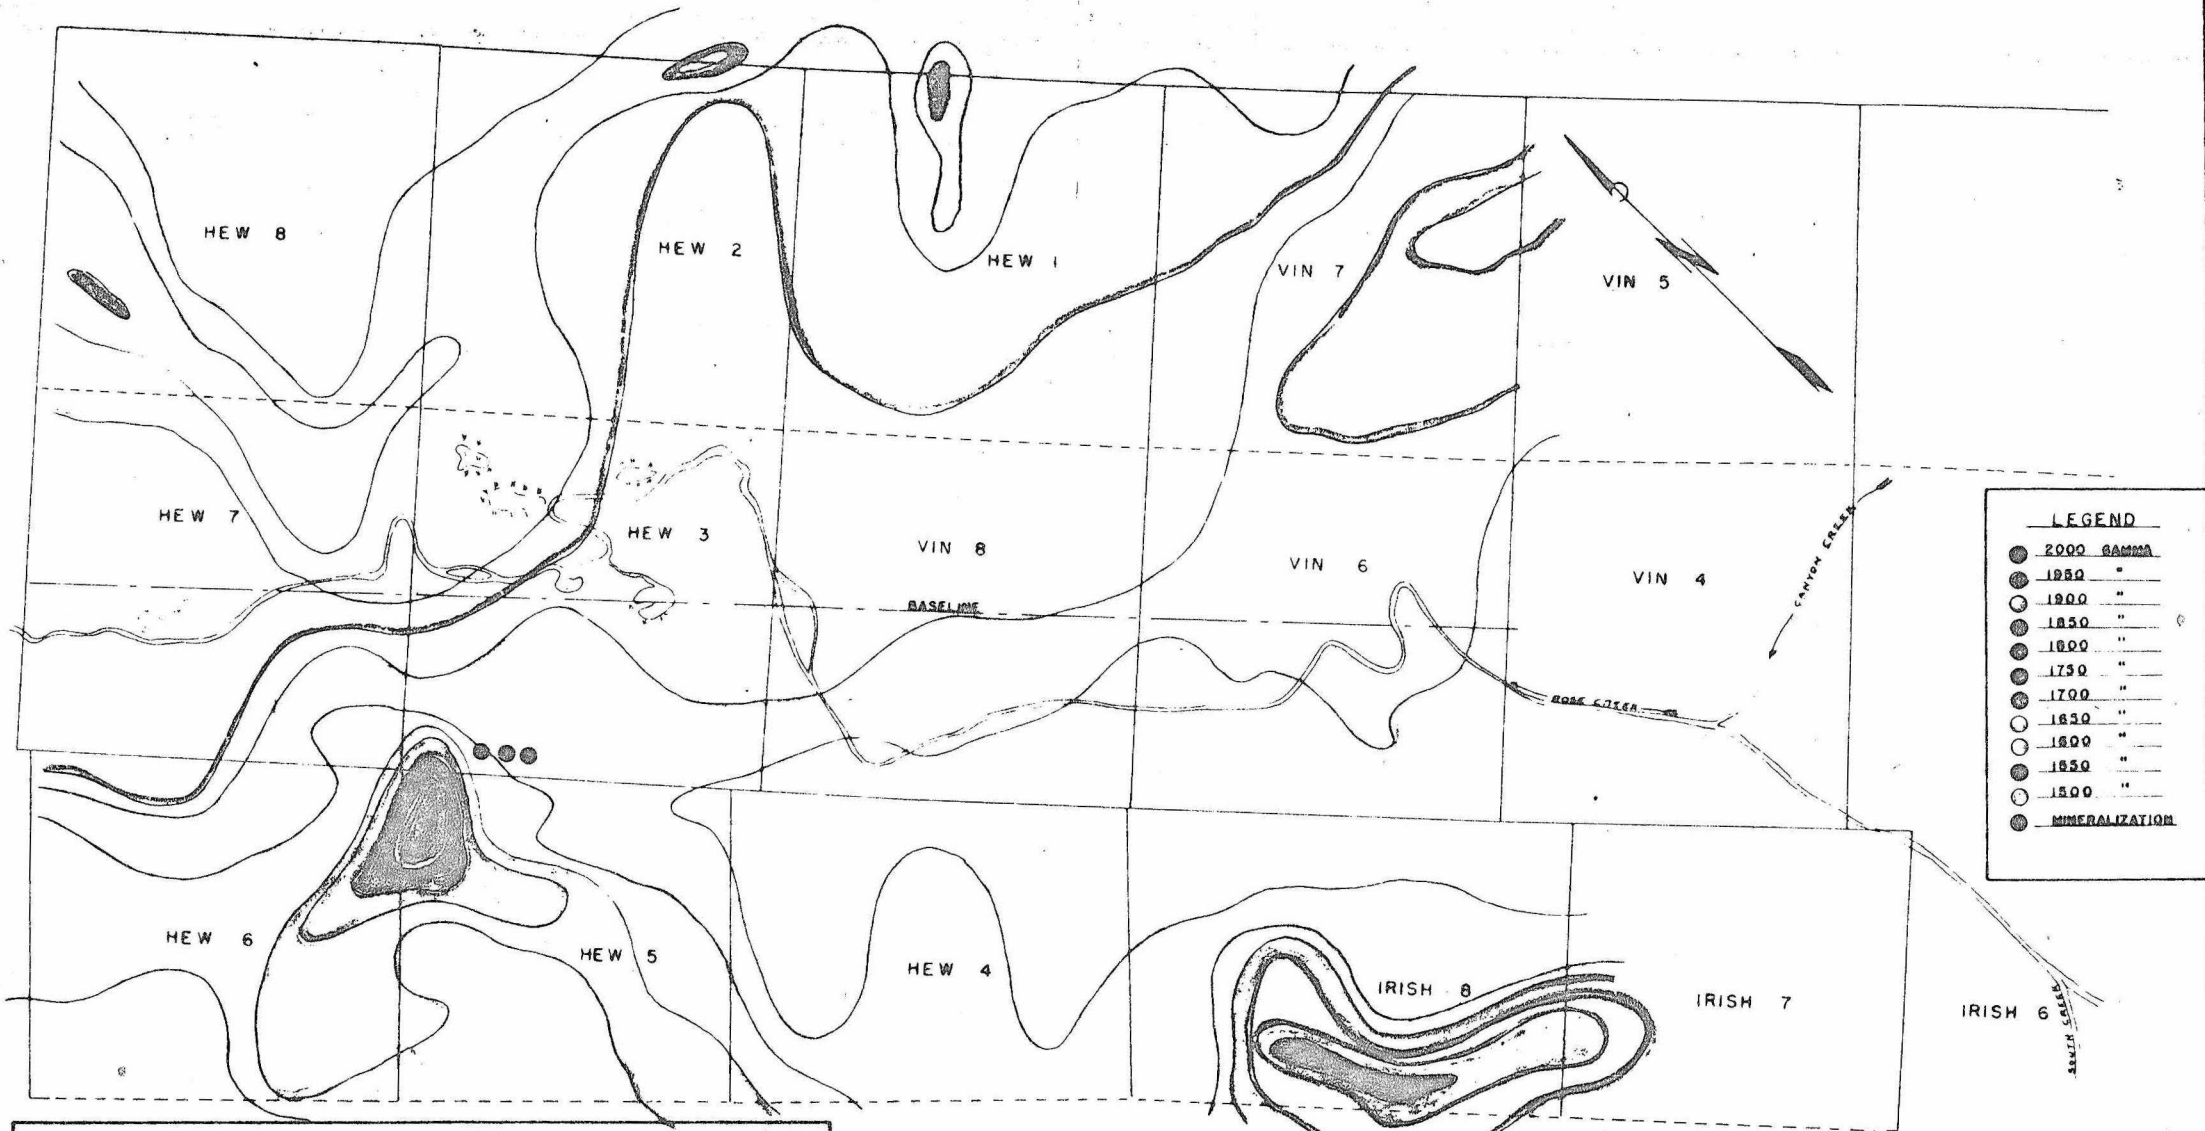 HEW 8
HEW 2
HEW 1
VIN 7
VIN 5
HEW 7
HEW 3
VIN 8
VIN 6
VIN 4
CANYON CREEK
BASELINE
ROSE CREEK
HEW 6
HEW 5
HEW 4
IRISH 8
IRISH 7
IRISH 6
SOUTH CREEK
LEGEND
2000 GAMMA
1950 "
1900 "
1850 "
1800 "
1750 "
1700 "
1650 "
1600 "
1550 "
1500 "
MINERALIZATION